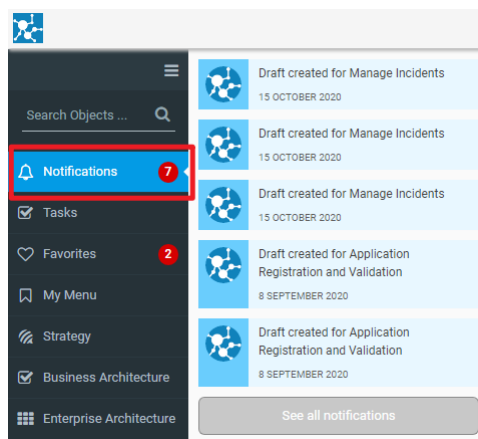 Search Objects ...
Notifications 7
Tasks
Favorites 2
My Menu
Strategy
Business Architecture
Enterprise Architecture
Draft created for Manage Incidents
15 OCTOBER 2020
Draft created for Manage Incidents
15 OCTOBER 2020
Draft created for Manage Incidents
15 OCTOBER 2020
Draft created for Application
Registration and Validation
8 SEPTEMBER 2020
Draft created for Application
Registration and Validation
8 SEPTEMBER 2020
See all notifications